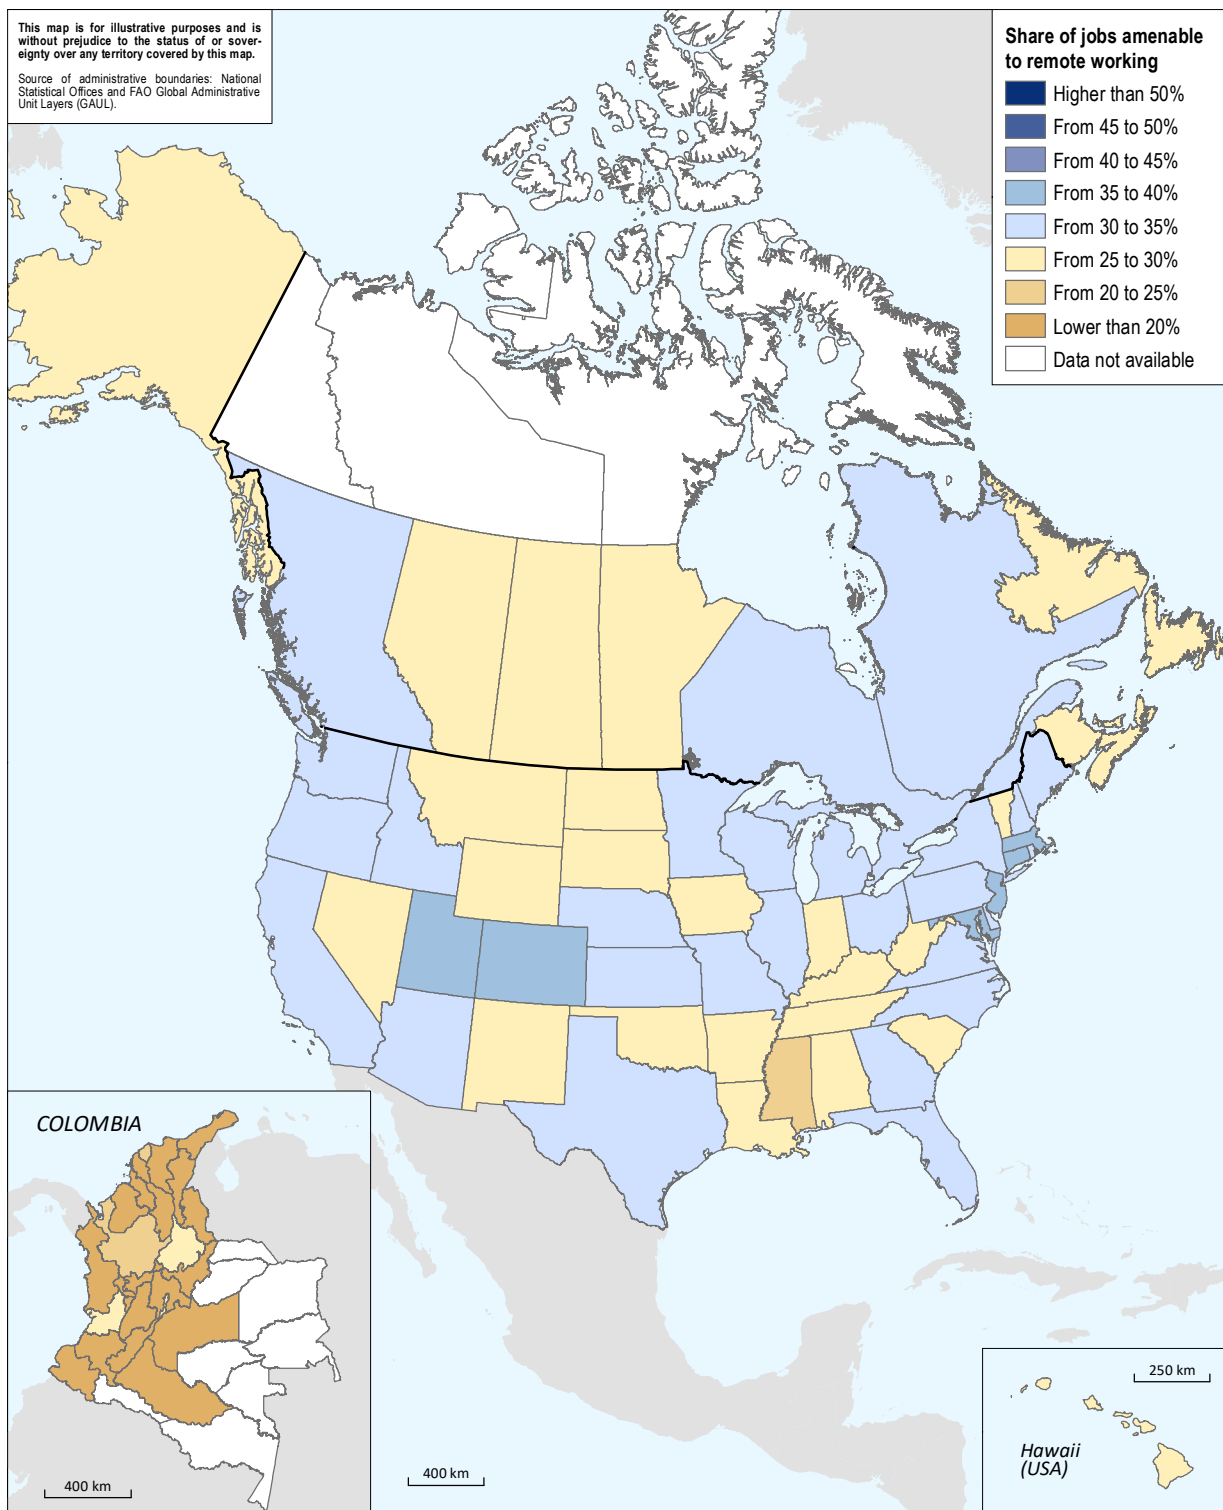 This map is for illustrative purposes and is
without prejudice to the status of or sover-
eignty over any territory covered by this map.
Source of administrative boundaries: National
Statistical Offices and FAO Global Administrative
Unit Layers (GAUL).
Share of jobs amenable
to remote working
Higher than 50%
From 45 to 50%
From 40 to 45%
From 35 to 40%
From 30 to 35%
From 25 to 30%
From 20 to 25%
Lower than 20%
Data not available
COLOMBIA
400 km
400 km
250 km
Hawaii
(USA)